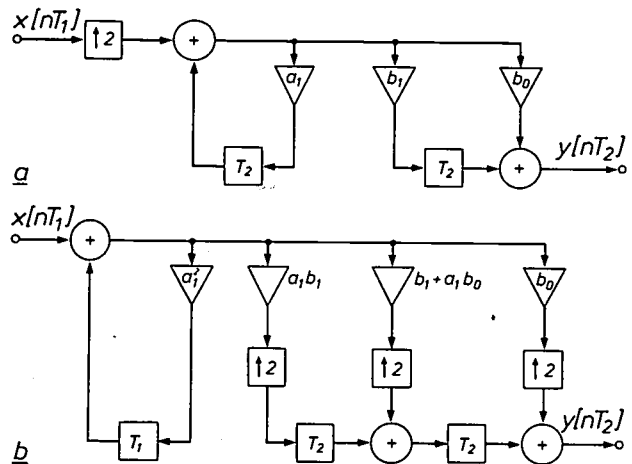 x[nT₁]
↑2
+
a₁
b₁
b₀
T₂
T₂
+
y[nT₂]
a
x[nT₁]
+
a₁²
a₁b₁
b₁+a₁b₀
b₀
↑2
↑2
↑2
T₁
T₂
+
T₂
+
y[nT₂]
b